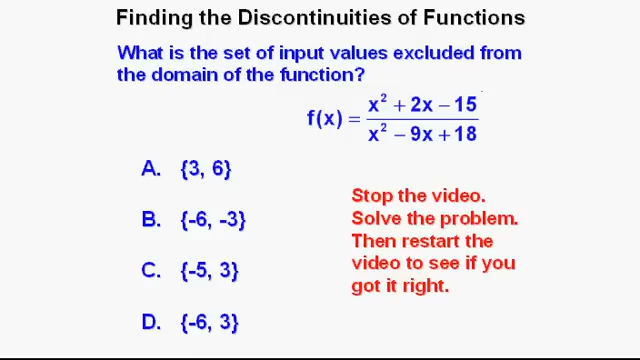 Finding the Discontinuities of Functions
What is the set of input values excluded from
the domain of the function?
f(x) = (x² + 2x − 15) / (x² − 9x + 18)
A. {3, 6}
B. {-6, -3}
C. {-5, 3}
D. {-6, 3}
Stop the video.
Solve the problem.
Then restart the
video to see if you
got it right.